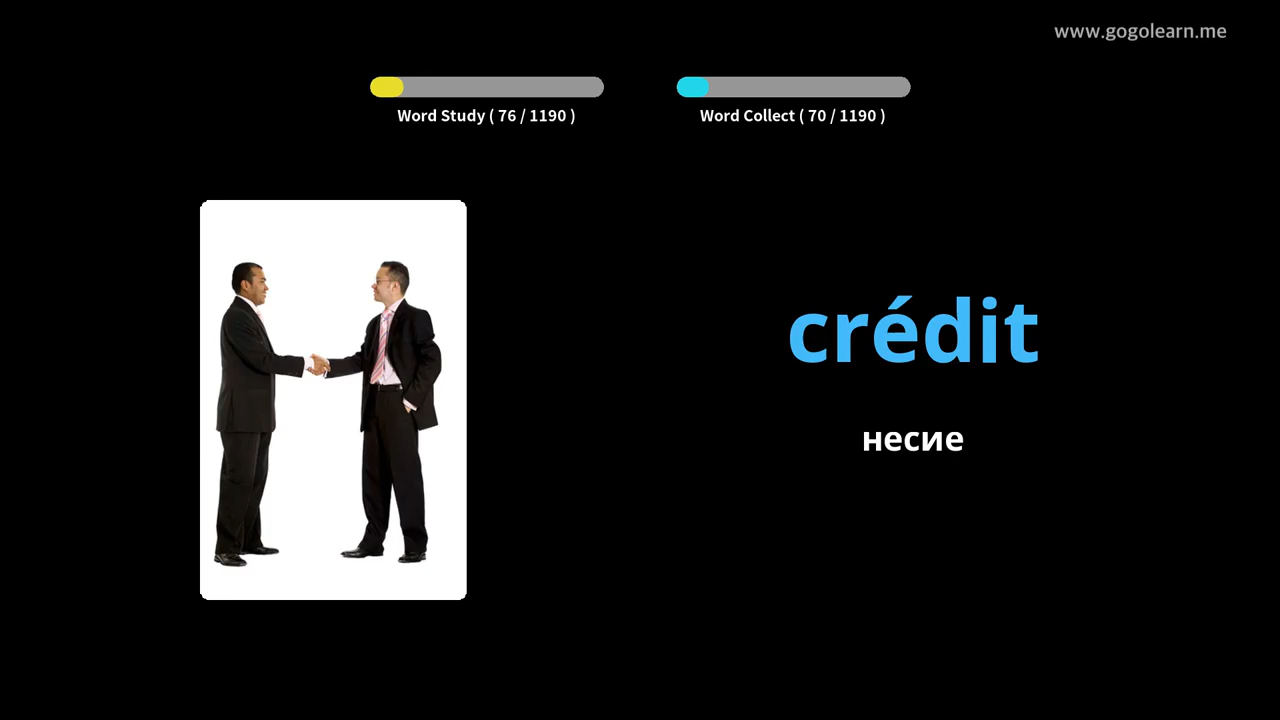 www.gogolearn.me
Word Study ( 76 / 1190 )
Word Collect ( 70 / 1190 )
crédit
несие